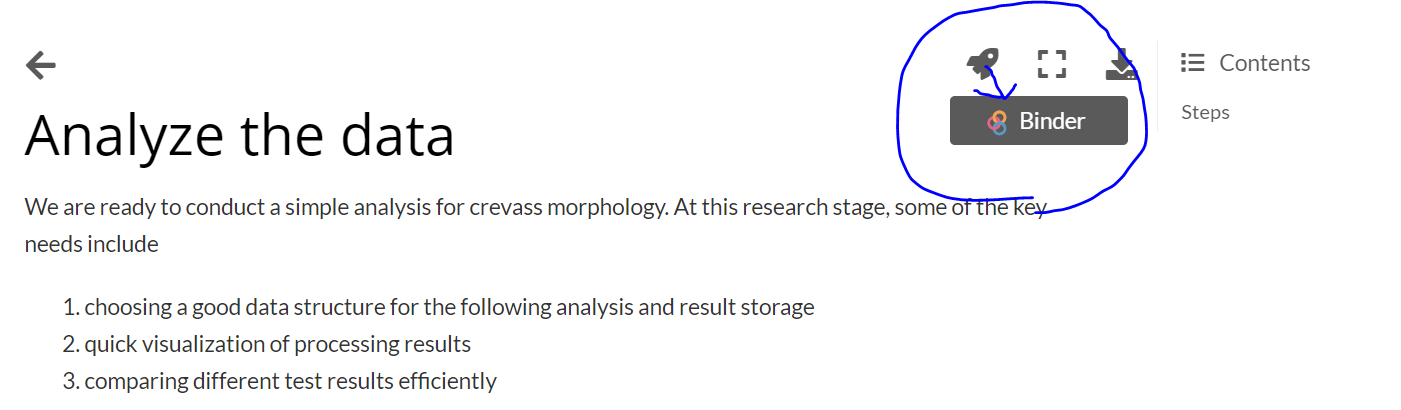 Binder
Contents
Steps
Analyze the data
We are ready to conduct a simple analysis for crevass morphology. At this research stage, some of the key
needs include
1. choosing a good data structure for the following analysis and result storage
2. quick visualization of processing results
3. comparing different test results efficiently